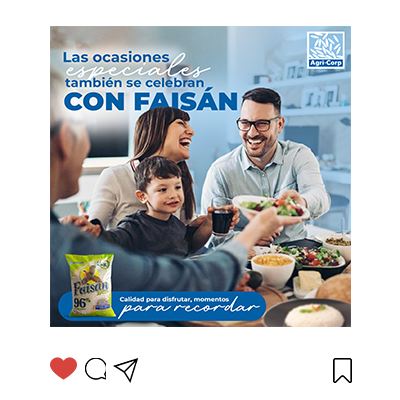 Las ocasiones
especiales
también se celebran
CON FAISÁN
Agri-Corp
Faisán
96%
Calidad para disfrutar, momentos
para recordar